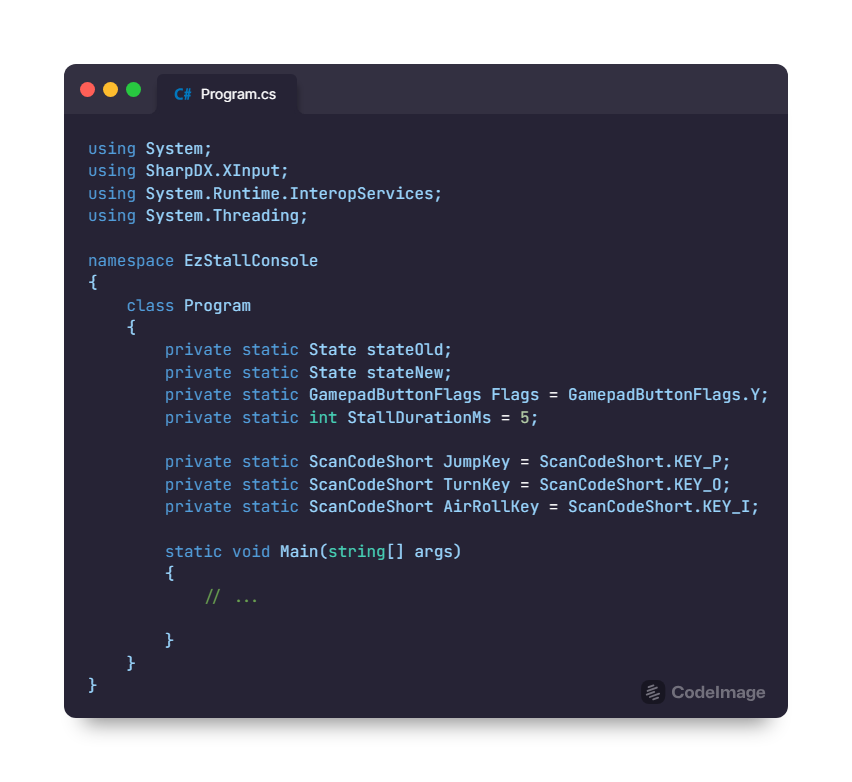 C# Program.cs
using System;
using SharpDX.XInput;
using System.Runtime.InteropServices;
using System.Threading;
namespace EzStallConsole
{
    class Program
    {
        private static State stateOld;
        private static State stateNew;
        private static GamepadButtonFlags Flags = GamepadButtonFlags.Y;
        private static int StallDurationMs = 5;
        private static ScanCodeShort JumpKey = ScanCodeShort.KEY_P;
        private static ScanCodeShort TurnKey = ScanCodeShort.KEY_O;
        private static ScanCodeShort AirRollKey = ScanCodeShort.KEY_I;
        static void Main(string[] args)
        {
            // ...
        }
    }
}
CodeImage